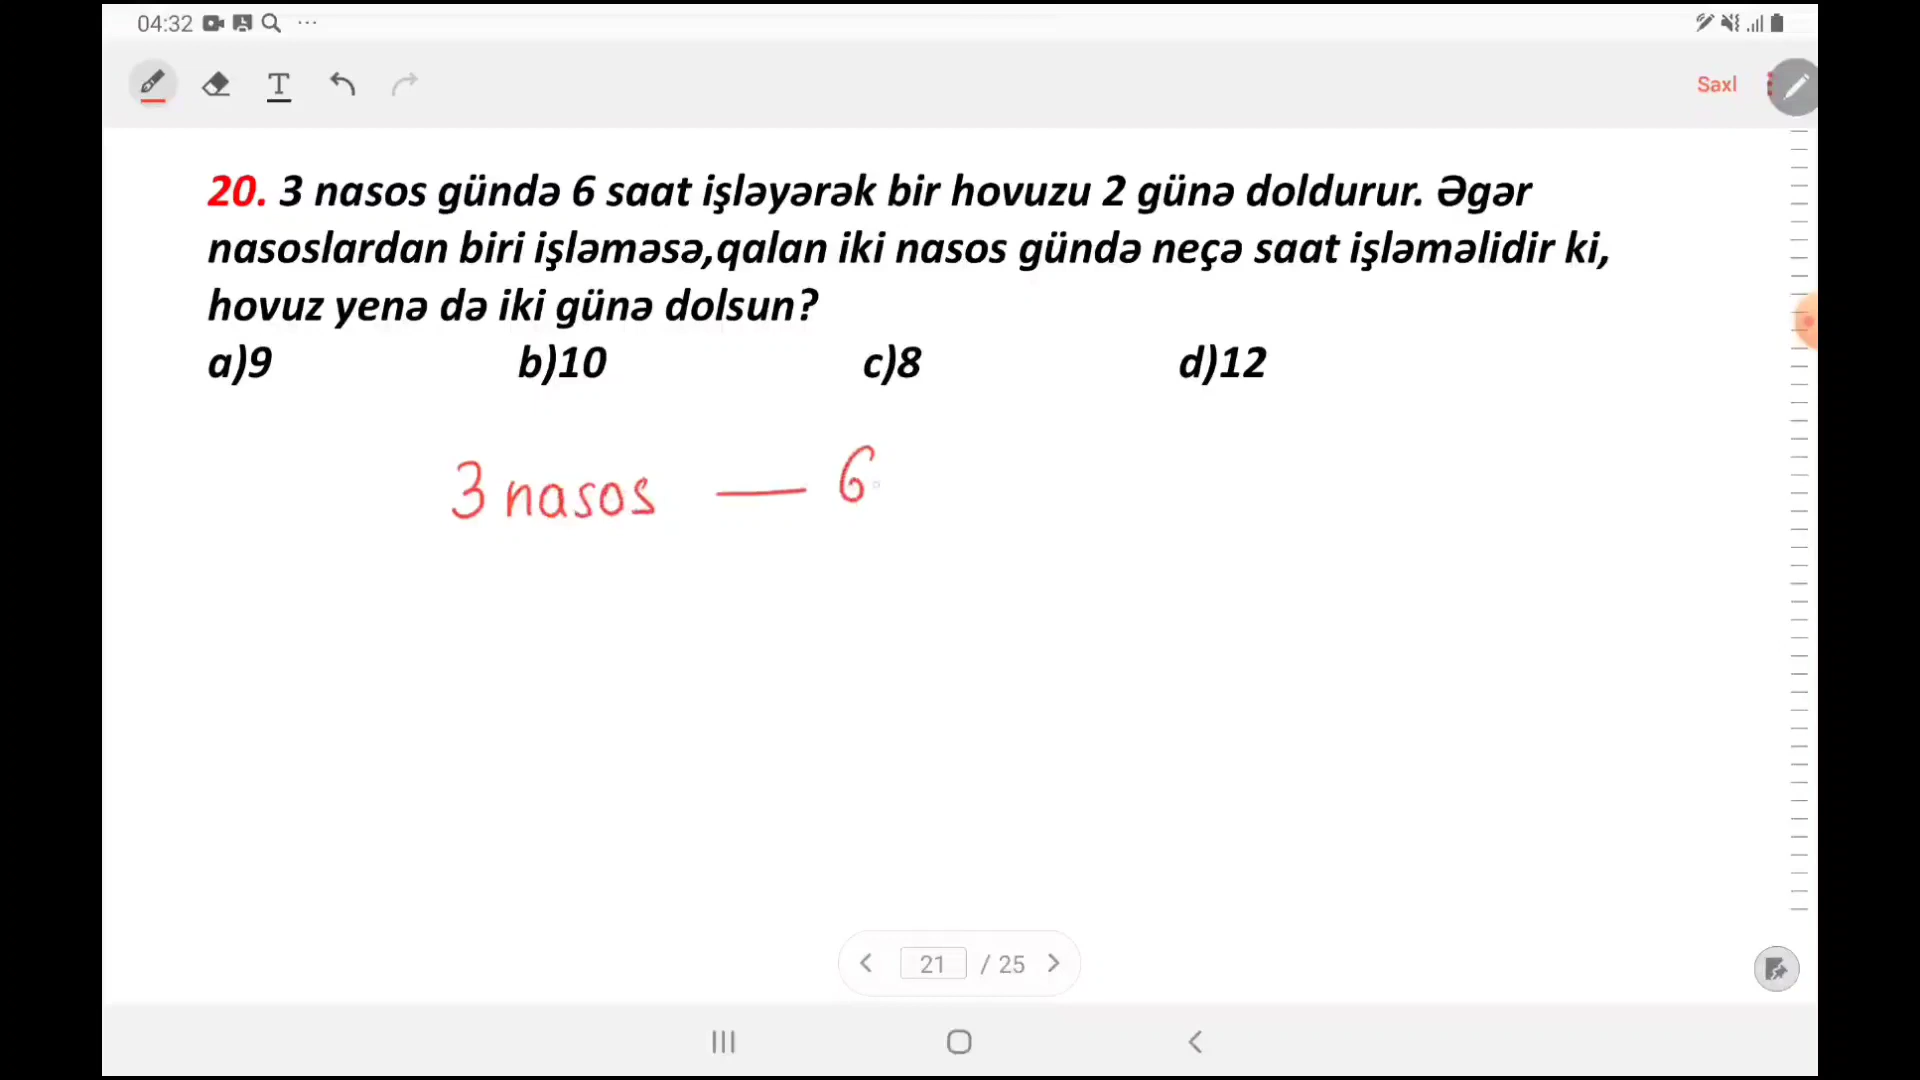 04:32
Saxl
20. 3 nasos gündə 6 saat işləyərək bir hovuzu 2 günə doldurur. Əgər
nasoslardan biri işləməsə,qalan iki nasos gündə neçə saat işləməlidir ki,
hovuz yenə də iki günə dolsun?
a)9 b)10 c)8 d)12
3 nasos — 6
21 / 25